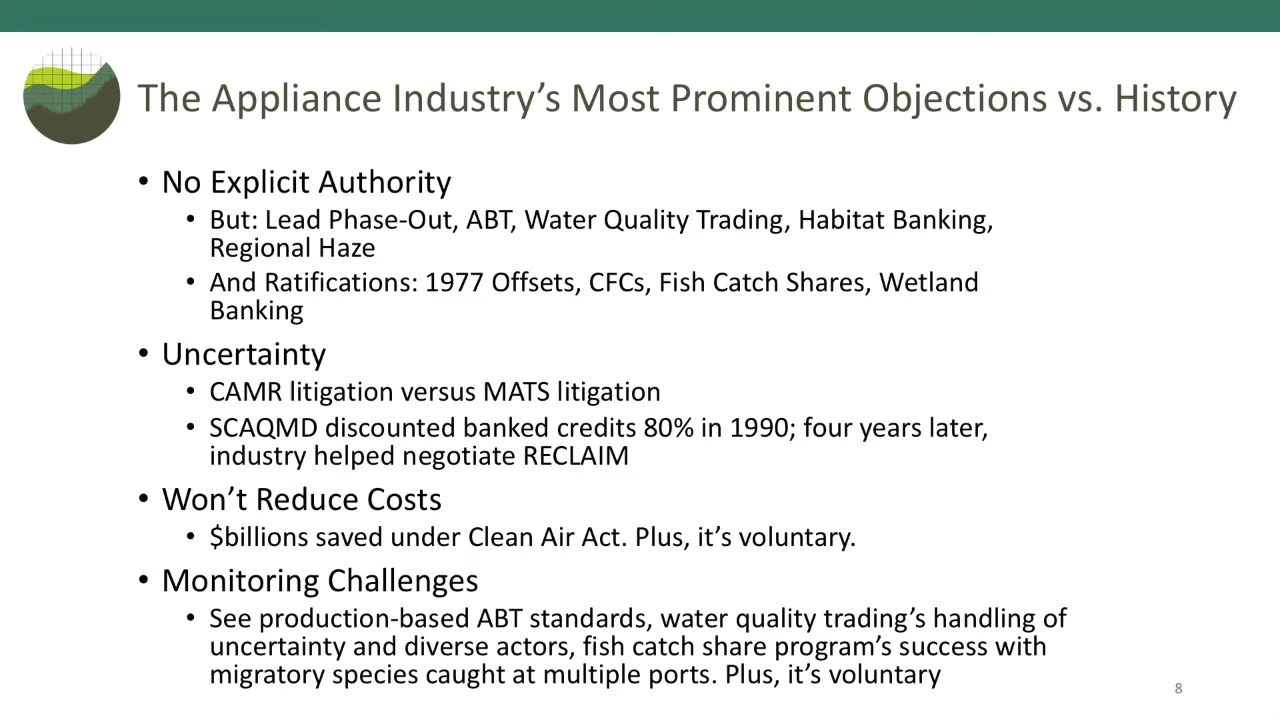 The Appliance Industry’s Most Prominent Objections vs. History
• No Explicit Authority
• But: Lead Phase-Out, ABT, Water Quality Trading, Habitat Banking,
Regional Haze
• And Ratifications: 1977 Offsets, CFCs, Fish Catch Shares, Wetland
Banking
• Uncertainty
• CAMR litigation versus MATS litigation
• SCAQMD discounted banked credits 80% in 1990; four years later,
industry helped negotiate RECLAIM
• Won’t Reduce Costs
• $billions saved under Clean Air Act. Plus, it’s voluntary.
• Monitoring Challenges
• See production-based ABT standards, water quality trading’s handling of
uncertainty and diverse actors, fish catch share program’s success with
migratory species caught at multiple ports. Plus, it’s voluntary
8